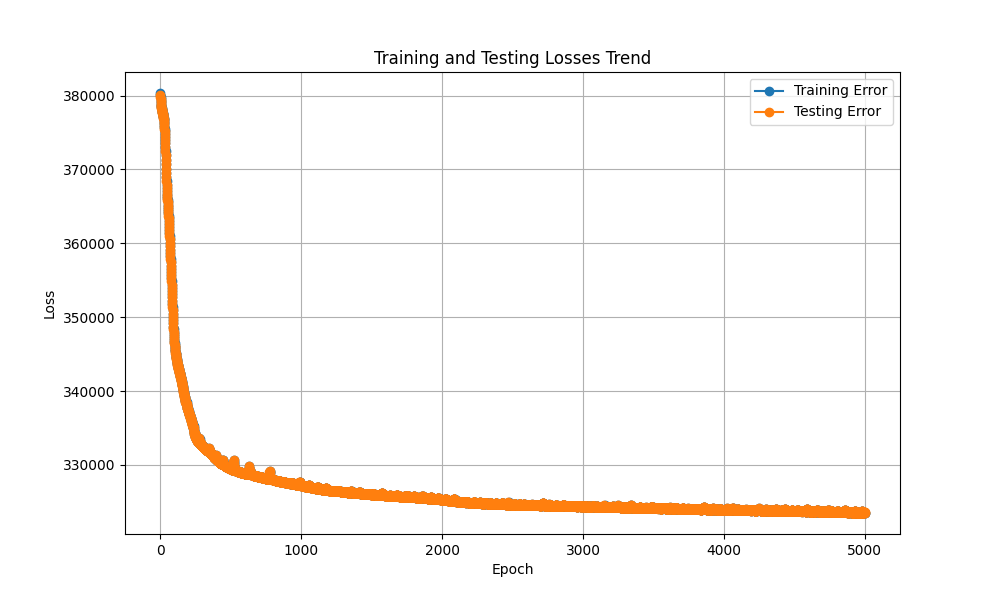 Training and Testing Losses Trend
Training Error
Testing Error
380000
370000
360000
350000
340000
330000
Loss
0
1000
2000
3000
4000
5000
Epoch